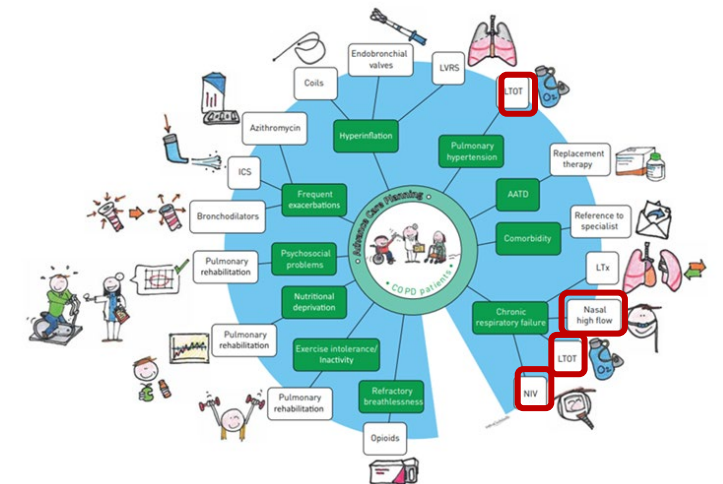 Endobronchial
valves
LVRS
Coils
LTOT
O₂
Hyperinflation
Azithromycin
Pulmonary
hypertension
Replacement
therapy
ICS
Frequent
exacerbations
AATD
Advance Care Planning
Bronchodilators
Comorbidity
Reference to
specialist
Pulmonary
rehabilitation
Psychosocial
problems
COPD patients
LTx
Nutritional
deprivation
Chronic
respiratory failure
Nasal
high flow
Pulmonary
rehabilitation
Exercise intolerance/
Inactivity
LTOT
O₂
Pulmonary
rehabilitation
Refractory
breathlessness
NIV
Opioids